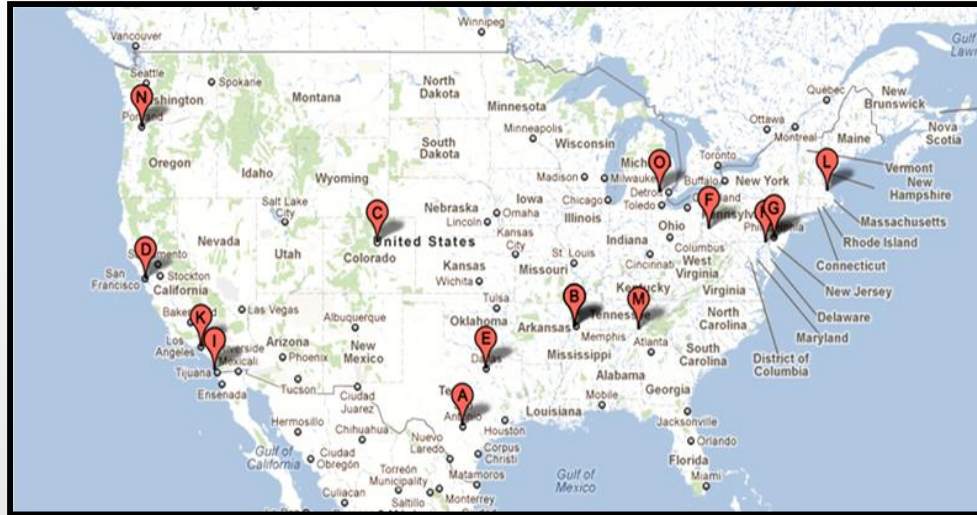 Winnipeg
Gulf
Lawr
Vancouver
Seattle
Spokane
North
Dakota
Montana
Québec
New
Brunswick
N
shington
Portland
Minnesota
Ottawa
Montreal
Maine
Nova
Scotia
Minneapolis
Wisconsin
South
Dakota
Oregon
Idaho
Wyoming
Mich
O
Toronto
L
Vermont
New
Hampshire
Madison
Milwauke
Detro
Buffalo
New York
Massachusetts
Chicago
Toledo
Iowa
Illinois
Nebraska
Omaha
Lincoln
Salt Lake
City
C
F
G
Rhode Island
Ohio
Indiana
Columbus
Connecticut
Nevada
Utah
United States
Colorado
Kansas
City
Kansas
Missouri
St. Louis
Cincinnati
West
Virginia
New Jersey
D
Sacramento
San
Francisco
Stockton
California
Wichita
Kentucky
Virginia
Delaware
Maryland
B
M
Tulsa
Oklahoma
Arkansas
Tennessee
Memphis
North
Carolina
K
Las Vegas
Albuquerque
Los
Angeles
I
Riverside
Arizona
Phoenix
New
Mexico
E
Dallas
Mississippi
Atlanta
South
Carolina
District of
Columbia
Mexicali
Tijuana
Ensenada
Tucson
Ciudad
Juarez
Alabama
Georgia
Te
A
Antonio
Houston
Louisiana
Mobile
Jacksonville
Hermosillo
Chihuahua
Nuevo
Laredo
Corpus
Christi
Orlando
Florida
Gulf of
California
Ciudad
Obregón
Torreón
Municipality
Matamoros
Gulf of
Mexico
Miami
Culiacan
Saltillo
Monterrey